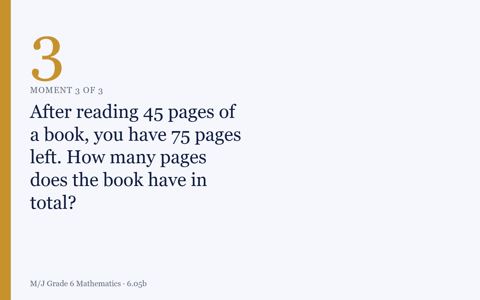 3
MOMENT 3 OF 3
After reading 45 pages of
a book, you have 75 pages
left. How many pages
does the book have in
total?
M/J Grade 6 Mathematics · 6.05b